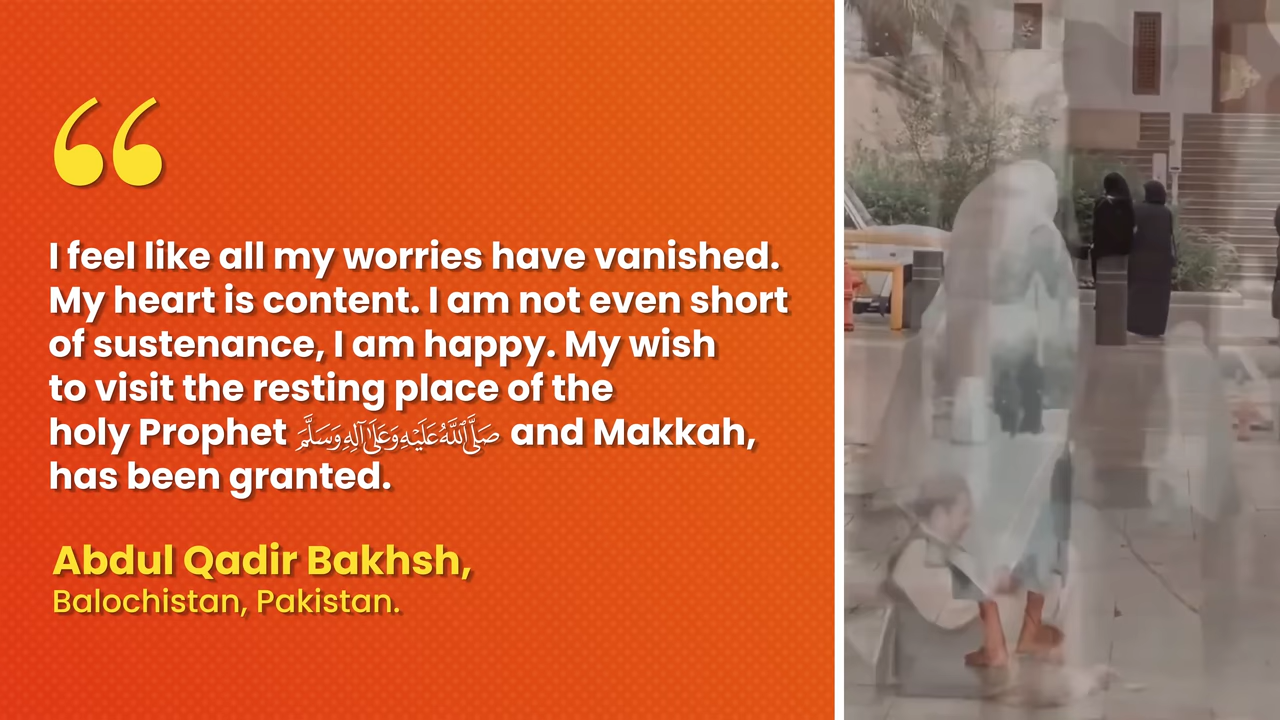 “
I feel like all my worries have vanished.
My heart is content. I am not even short
of sustenance, I am happy. My wish
to visit the resting place of the
holy Prophet صَلَّى اللهُ عَلَيْهِ وَعَلَىٰ آلِهِ وَسَلَّمَ and Makkah,
has been granted.
Abdul Qadir Bakhsh,
Balochistan, Pakistan.